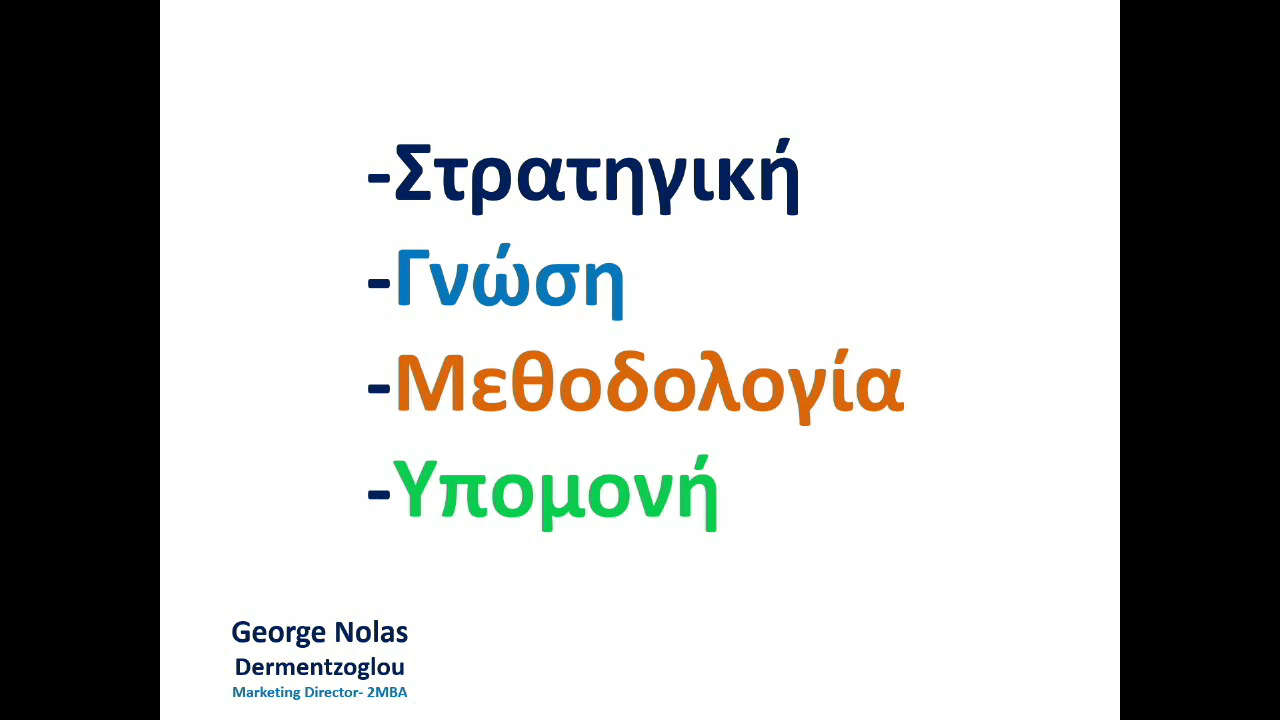 -Στρατηγική
-Γνώση
-Μεθοδολογία
-Υπομονή
George Nolas
Dermentzoglou
Marketing Director- 2MBA